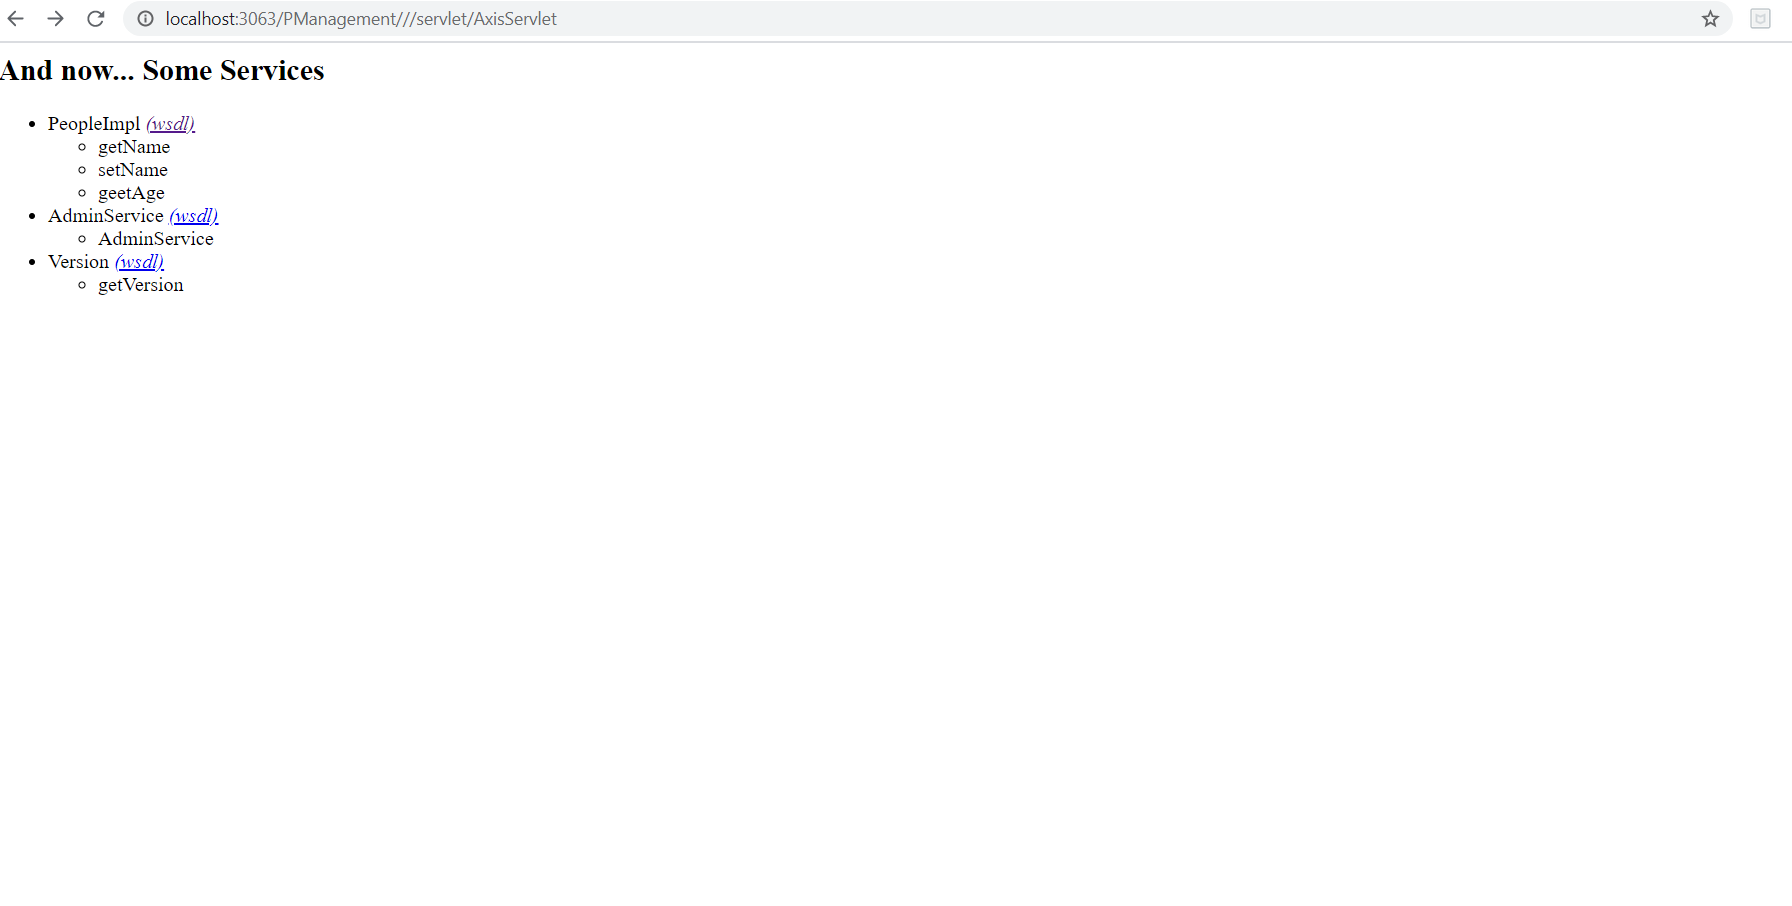 localhost:3063/PManagement///servlet/AxisServlet
And now... Some Services
PeopleImpl (wsdl)
getName
setName
geetAge
AdminService (wsdl)
AdminService
Version (wsdl)
getVersion